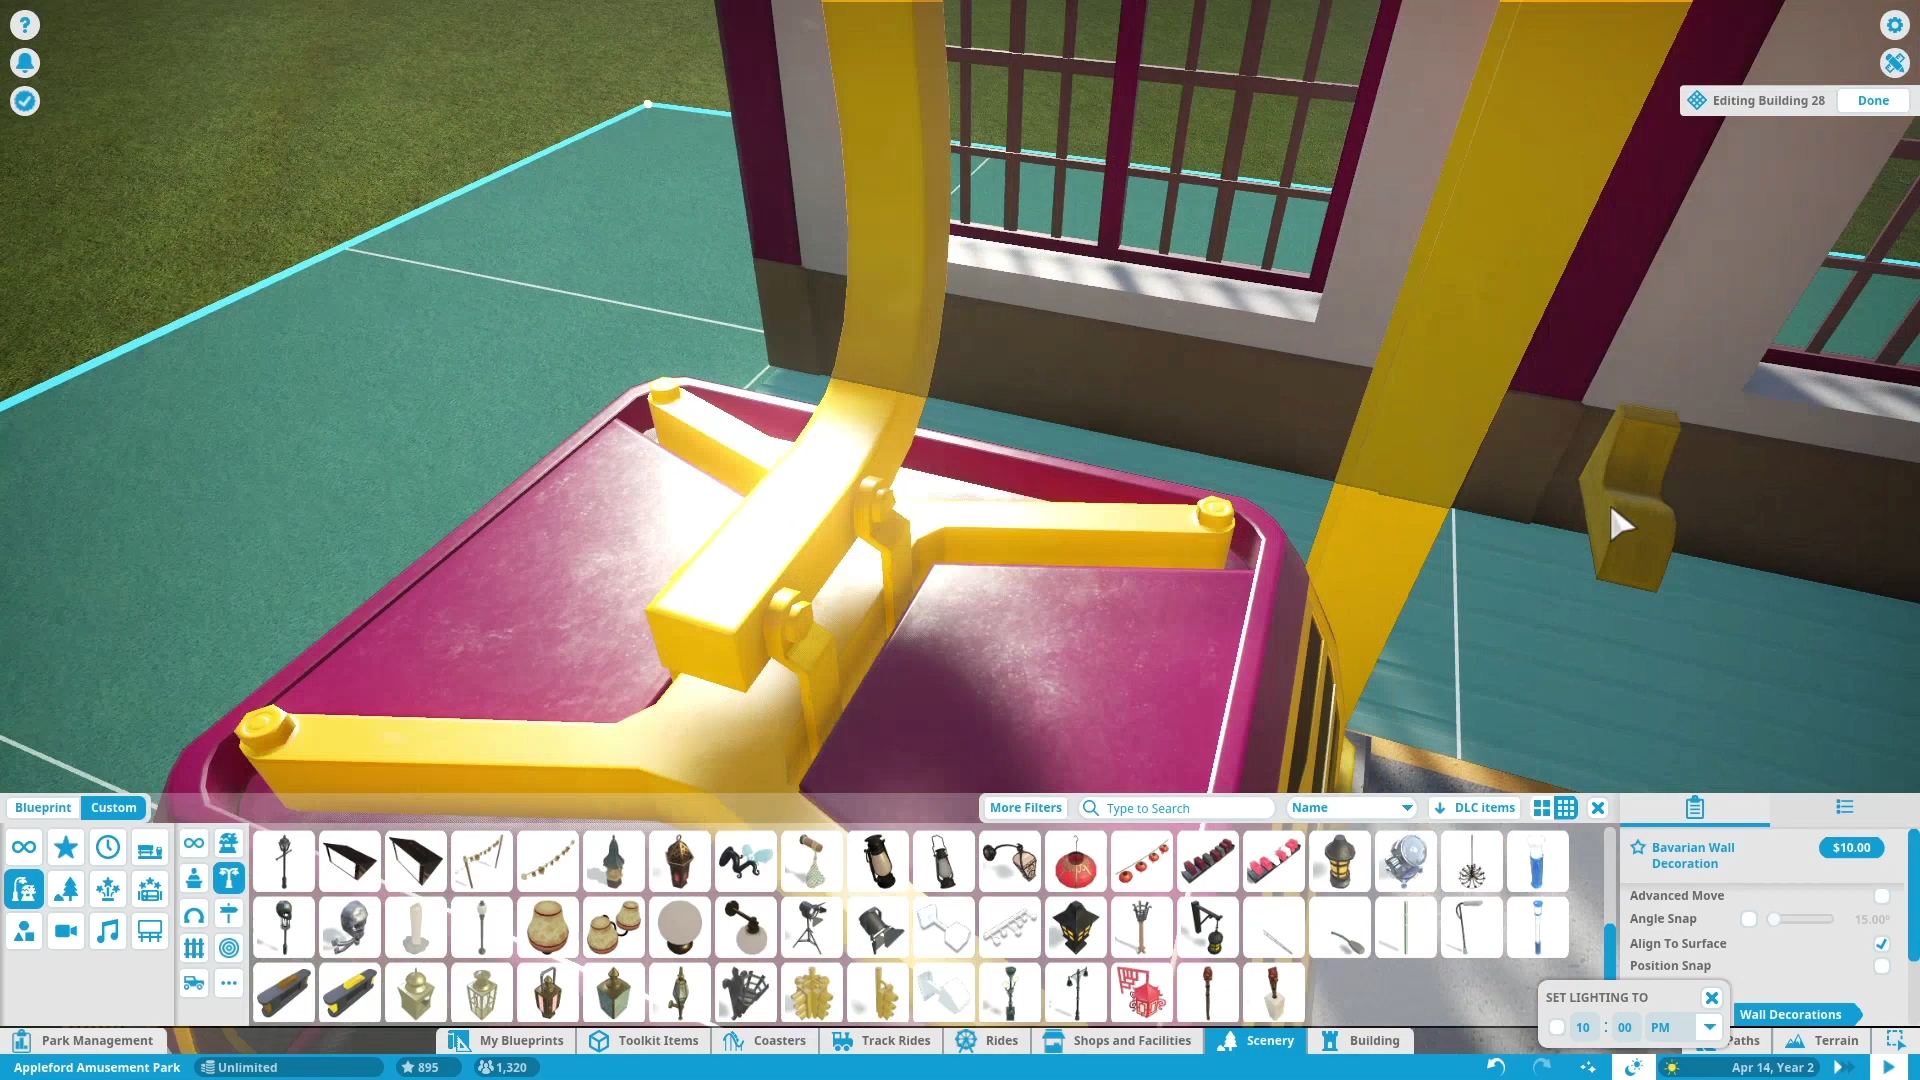 Editing Building 28
Done
Blueprint
Custom
More Filters
Type to Search
Name
DLC items
Bavarian Wall
Decoration
$10.00
Advanced Move
Angle Snap
15.00°
Align To Surface
Position Snap
SET LIGHTING TO
10 : 00 PM
Wall Decorations
Park Management
My Blueprints
Toolkit Items
Coasters
Track Rides
Rides
Shops and Facilities
Scenery
Building
Paths
Terrain
Appleford Amusement Park
Unlimited
895
1,320
Apr 14, Year 2